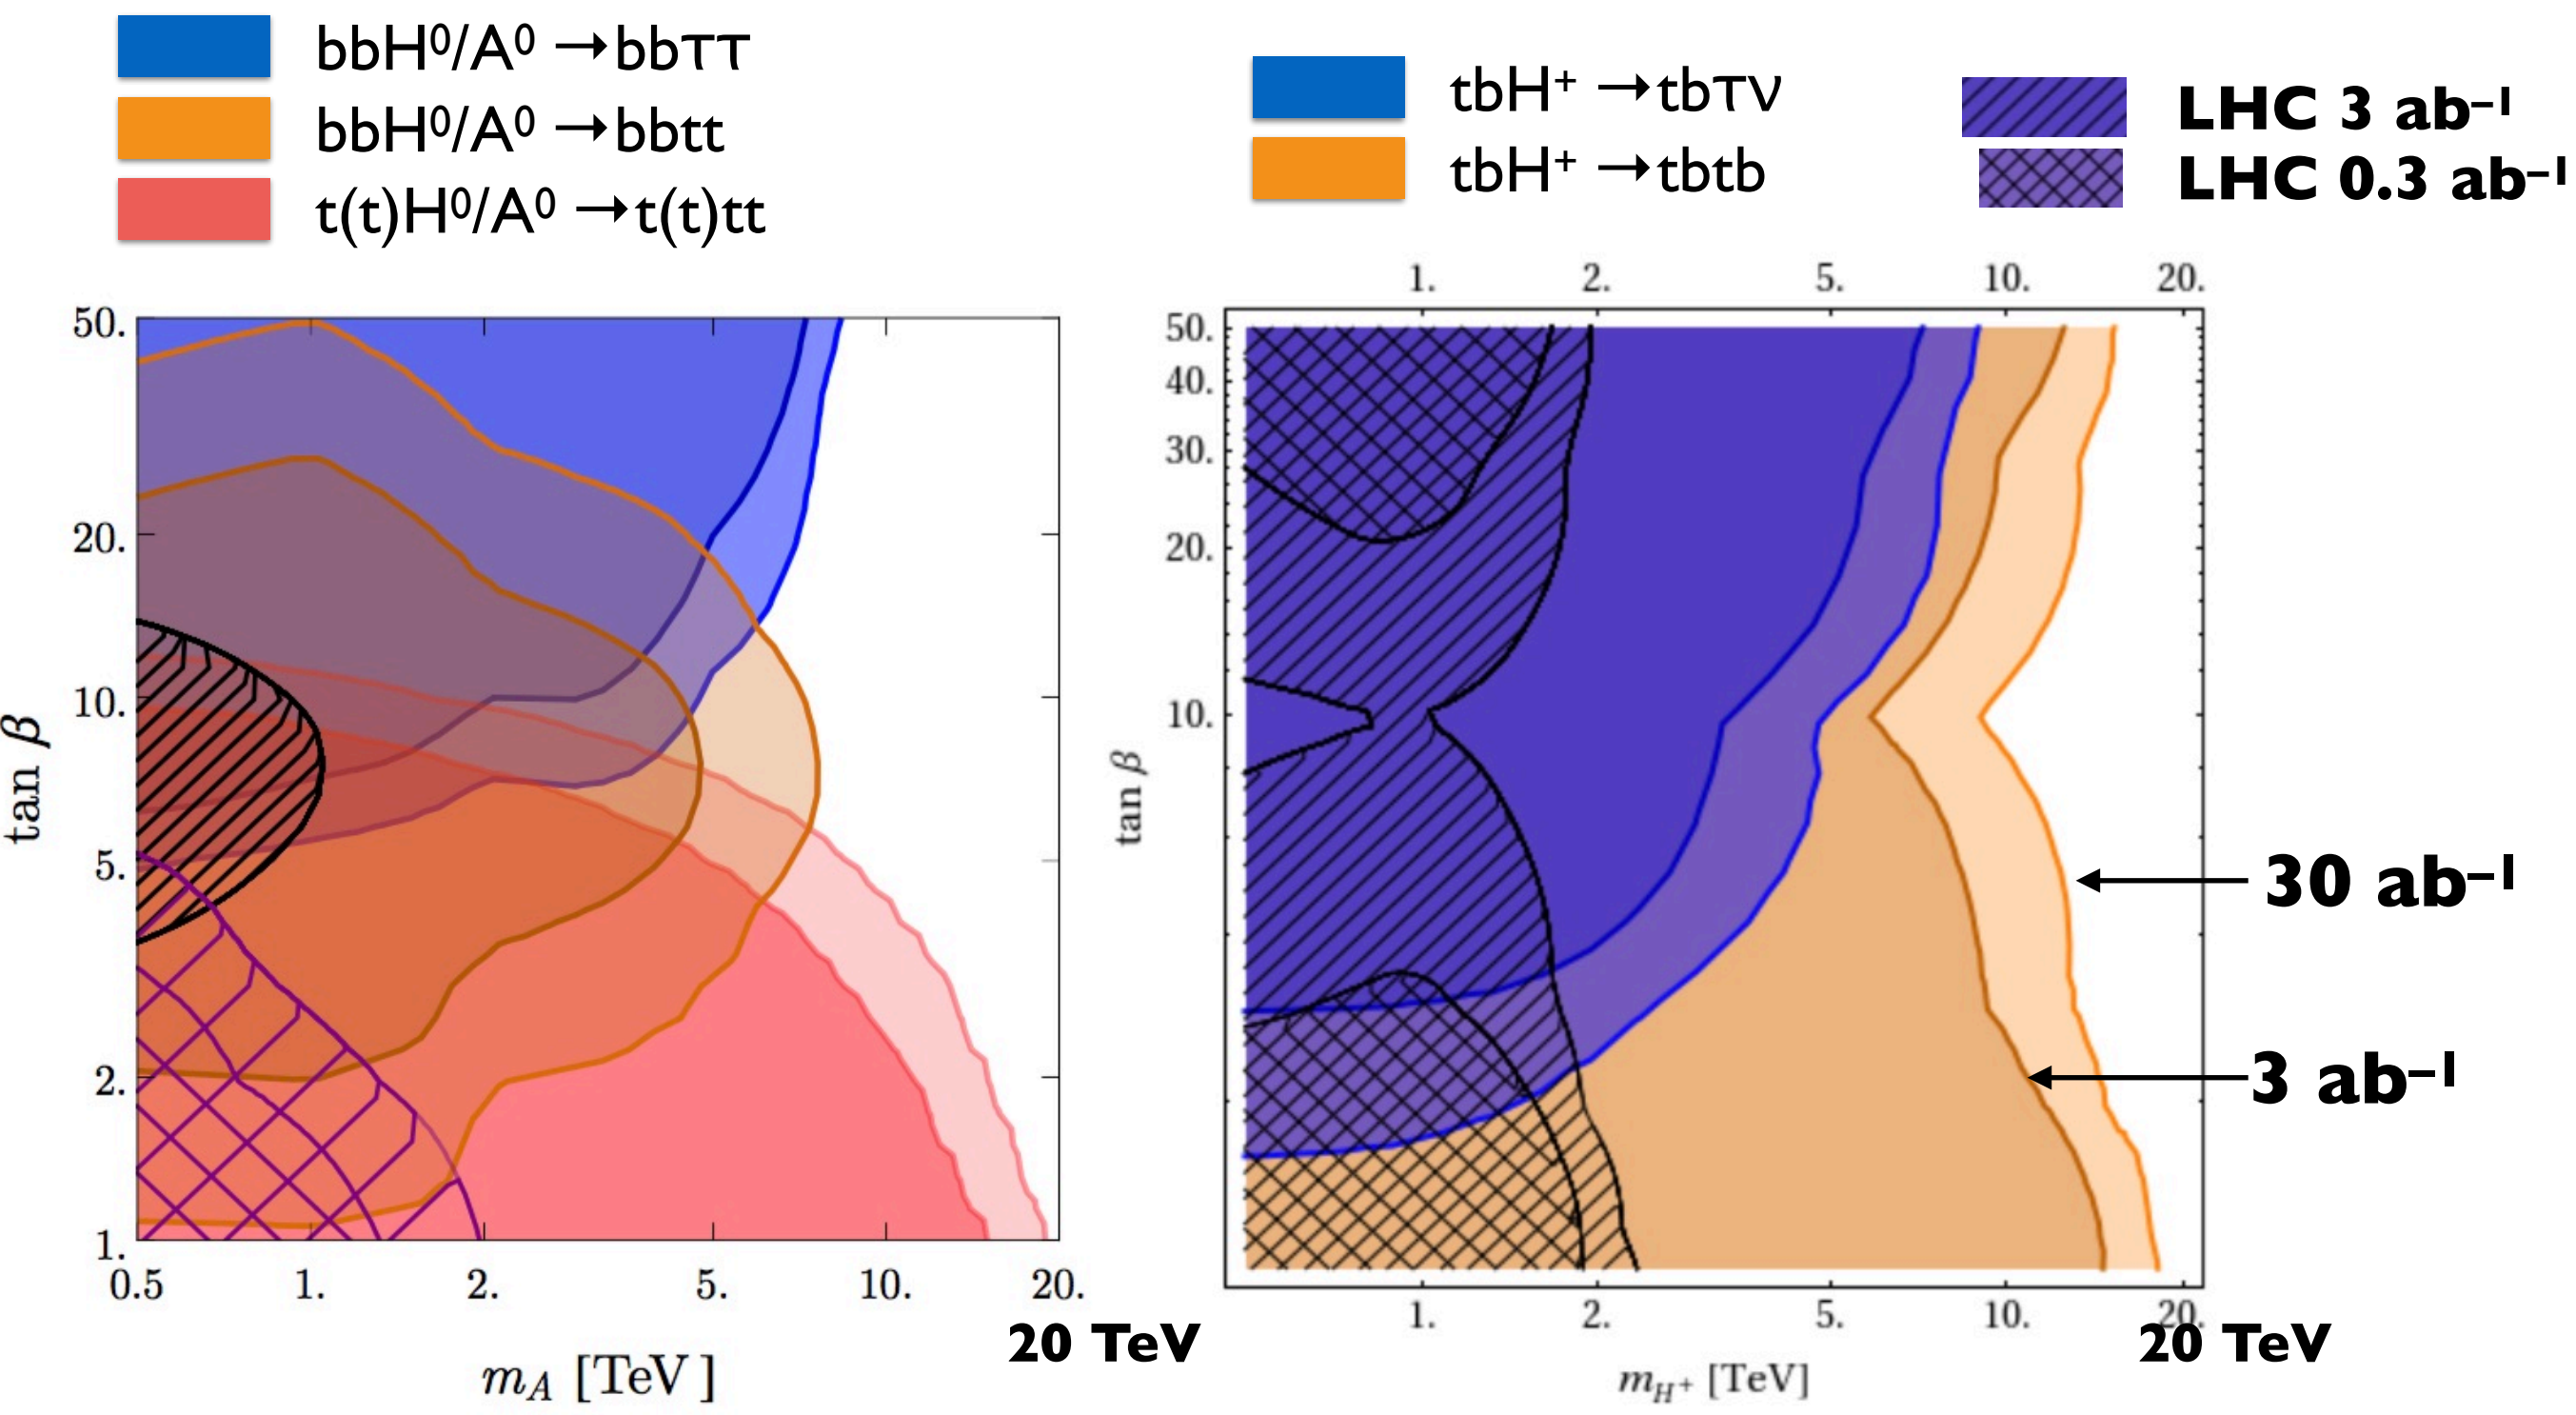 bbH⁰/A⁰ →bbττ
bbH⁰/A⁰ →bbtt
t(t)H⁰/A⁰ →t(t)tt
tbH⁺ →tbτν
tbH⁺ →tbtb
LHC 3 ab⁻¹
LHC 0.3 ab⁻¹
50.
20.
10.
5.
2.
1.
tan β
0.5 1. 2. 5. 10. 20.
20 TeV
m_A [TeV]
1. 2. 5. 10. 20.
50.
40.
30.
20.
10.
tan β
30 ab⁻¹
3 ab⁻¹
1. 2. 5. 10. 20.
20 TeV
m_H⁺ [TeV]